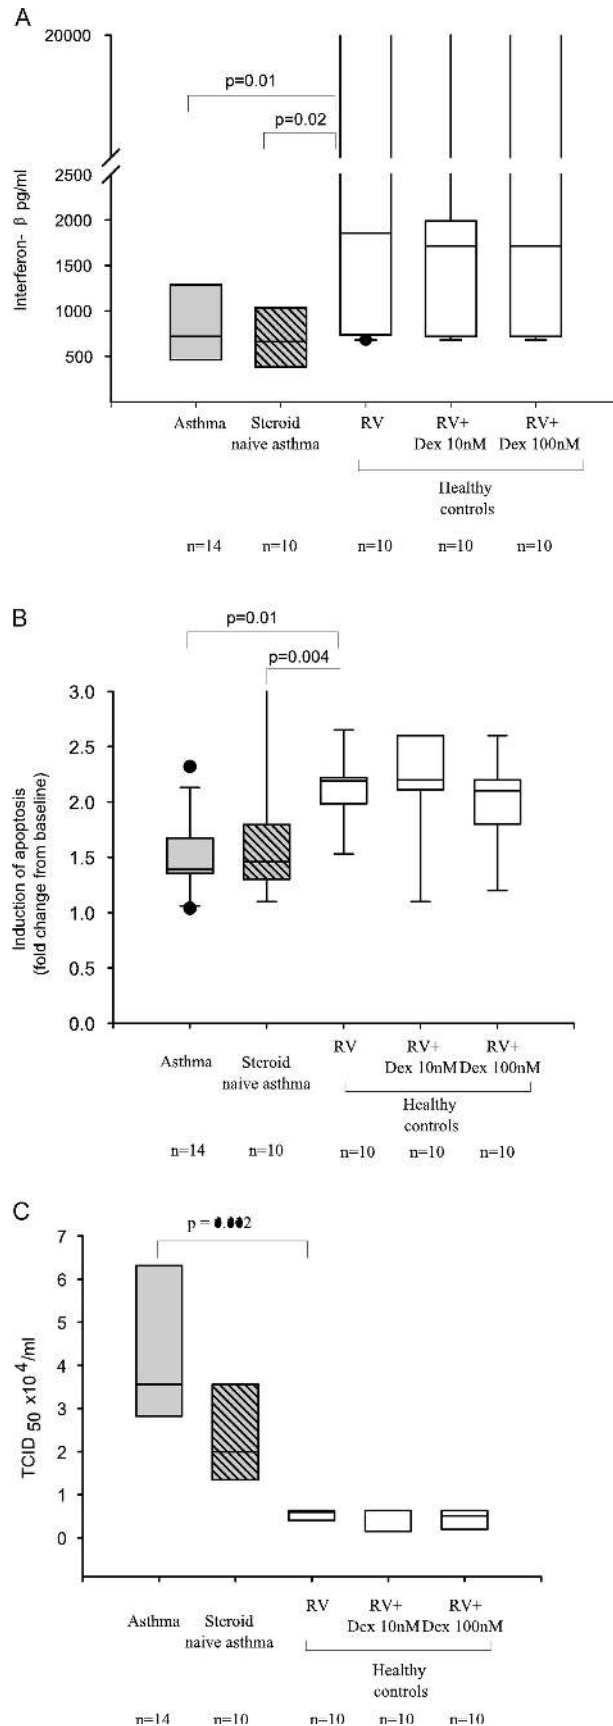 A
20000
p=0.01
p=0.02
Interferon- β pg/ml
2500
2000
1500
1000
500
Asthma
Steroid
naive asthma
RV
RV+
Dex 10nM
RV+
Dex 100nM
Healthy
controls
n=14
n=10
n=10
n=10
n=10
B
p=0.01
p=0.004
Induction of apoptosis
(fold change from baseline)
3.0
2.5
2.0
1.5
1.0
0.5
0.0
Asthma
Steroid
naive asthma
RV
RV+
Dex 10nM
RV+
Dex 100nM
Healthy
controls
n=14
n=10
n=10
n=10
n=10
C
p =
TCID 50 x10 4/ml
7
6
5
4
3
2
1
0
Asthma
Steroid
naive asthma
RV
RV+
Dex 10nM
RV+
Dex 100nM
Healthy
controls
n=14
n=10
n=10
n=10
n=10